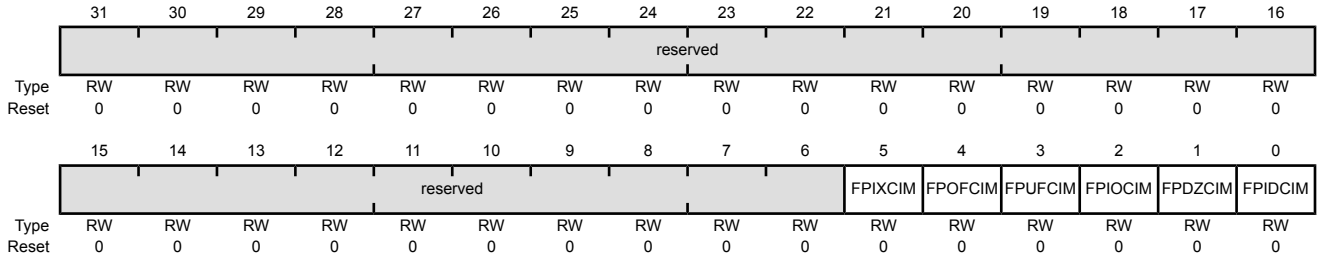 31 30 29 28 27 26 25 24 23 22 21 20 19 18 17 16
reserved
Type RW RW RW RW RW RW RW RW RW RW RW RW RW RW RW RW
Reset 0 0 0 0 0 0 0 0 0 0 0 0 0 0 0 0
15 14 13 12 11 10 9 8 7 6 5 4 3 2 1 0
reserved FPIXCIM FPOFCIM FPUFCIM FPIOCIM FPDZCIM FPIDCIM
Type RW RW RW RW RW RW RW RW RW RW RW RW RW RW RW RW
Reset 0 0 0 0 0 0 0 0 0 0 0 0 0 0 0 0